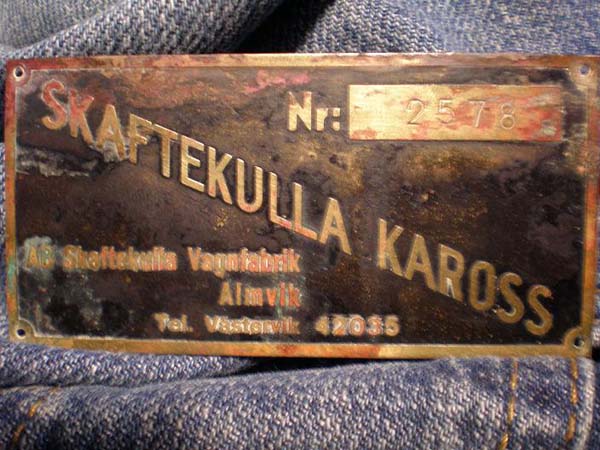 Nr: 2578
SKAFTEKULLA KAROSS
AB Skaftekulla Vagnfabrik
Almvik
Tel. Västervik 42035